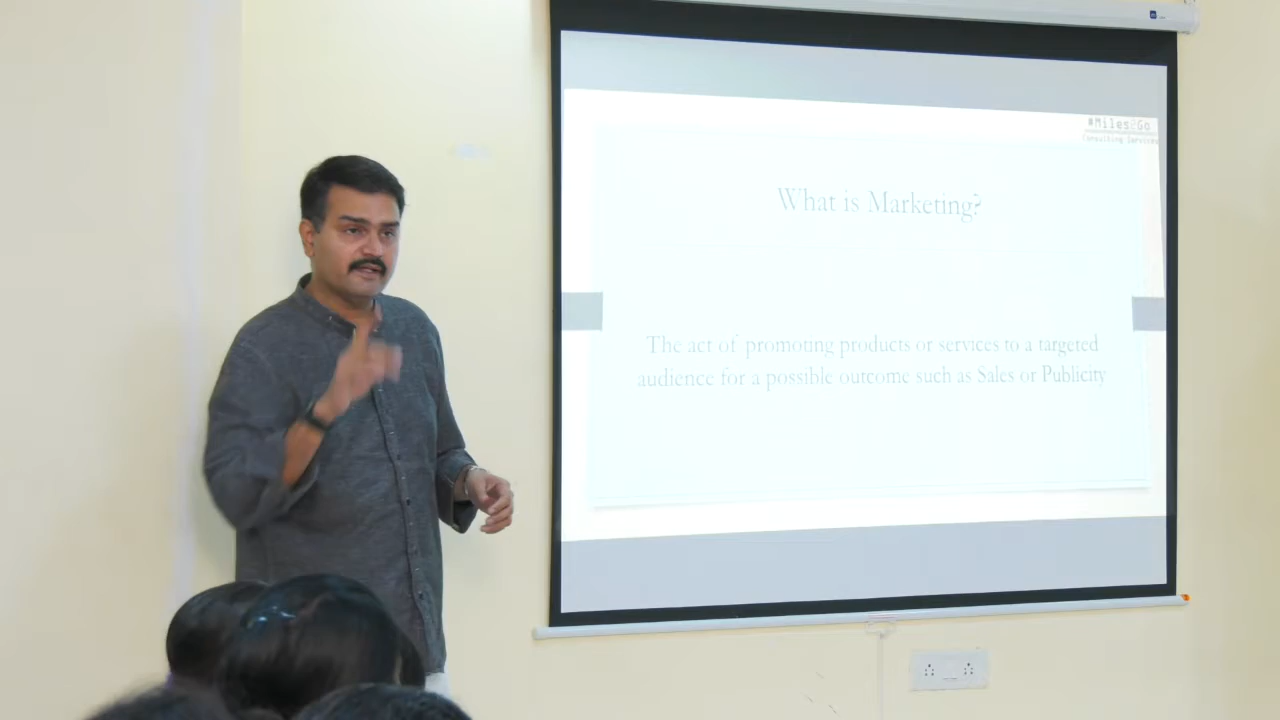 #Miles2Go
Consulting Services
What is Marketing?
The act of promoting products or services to a targeted
audience for a possible outcome such as Sales or Publicity